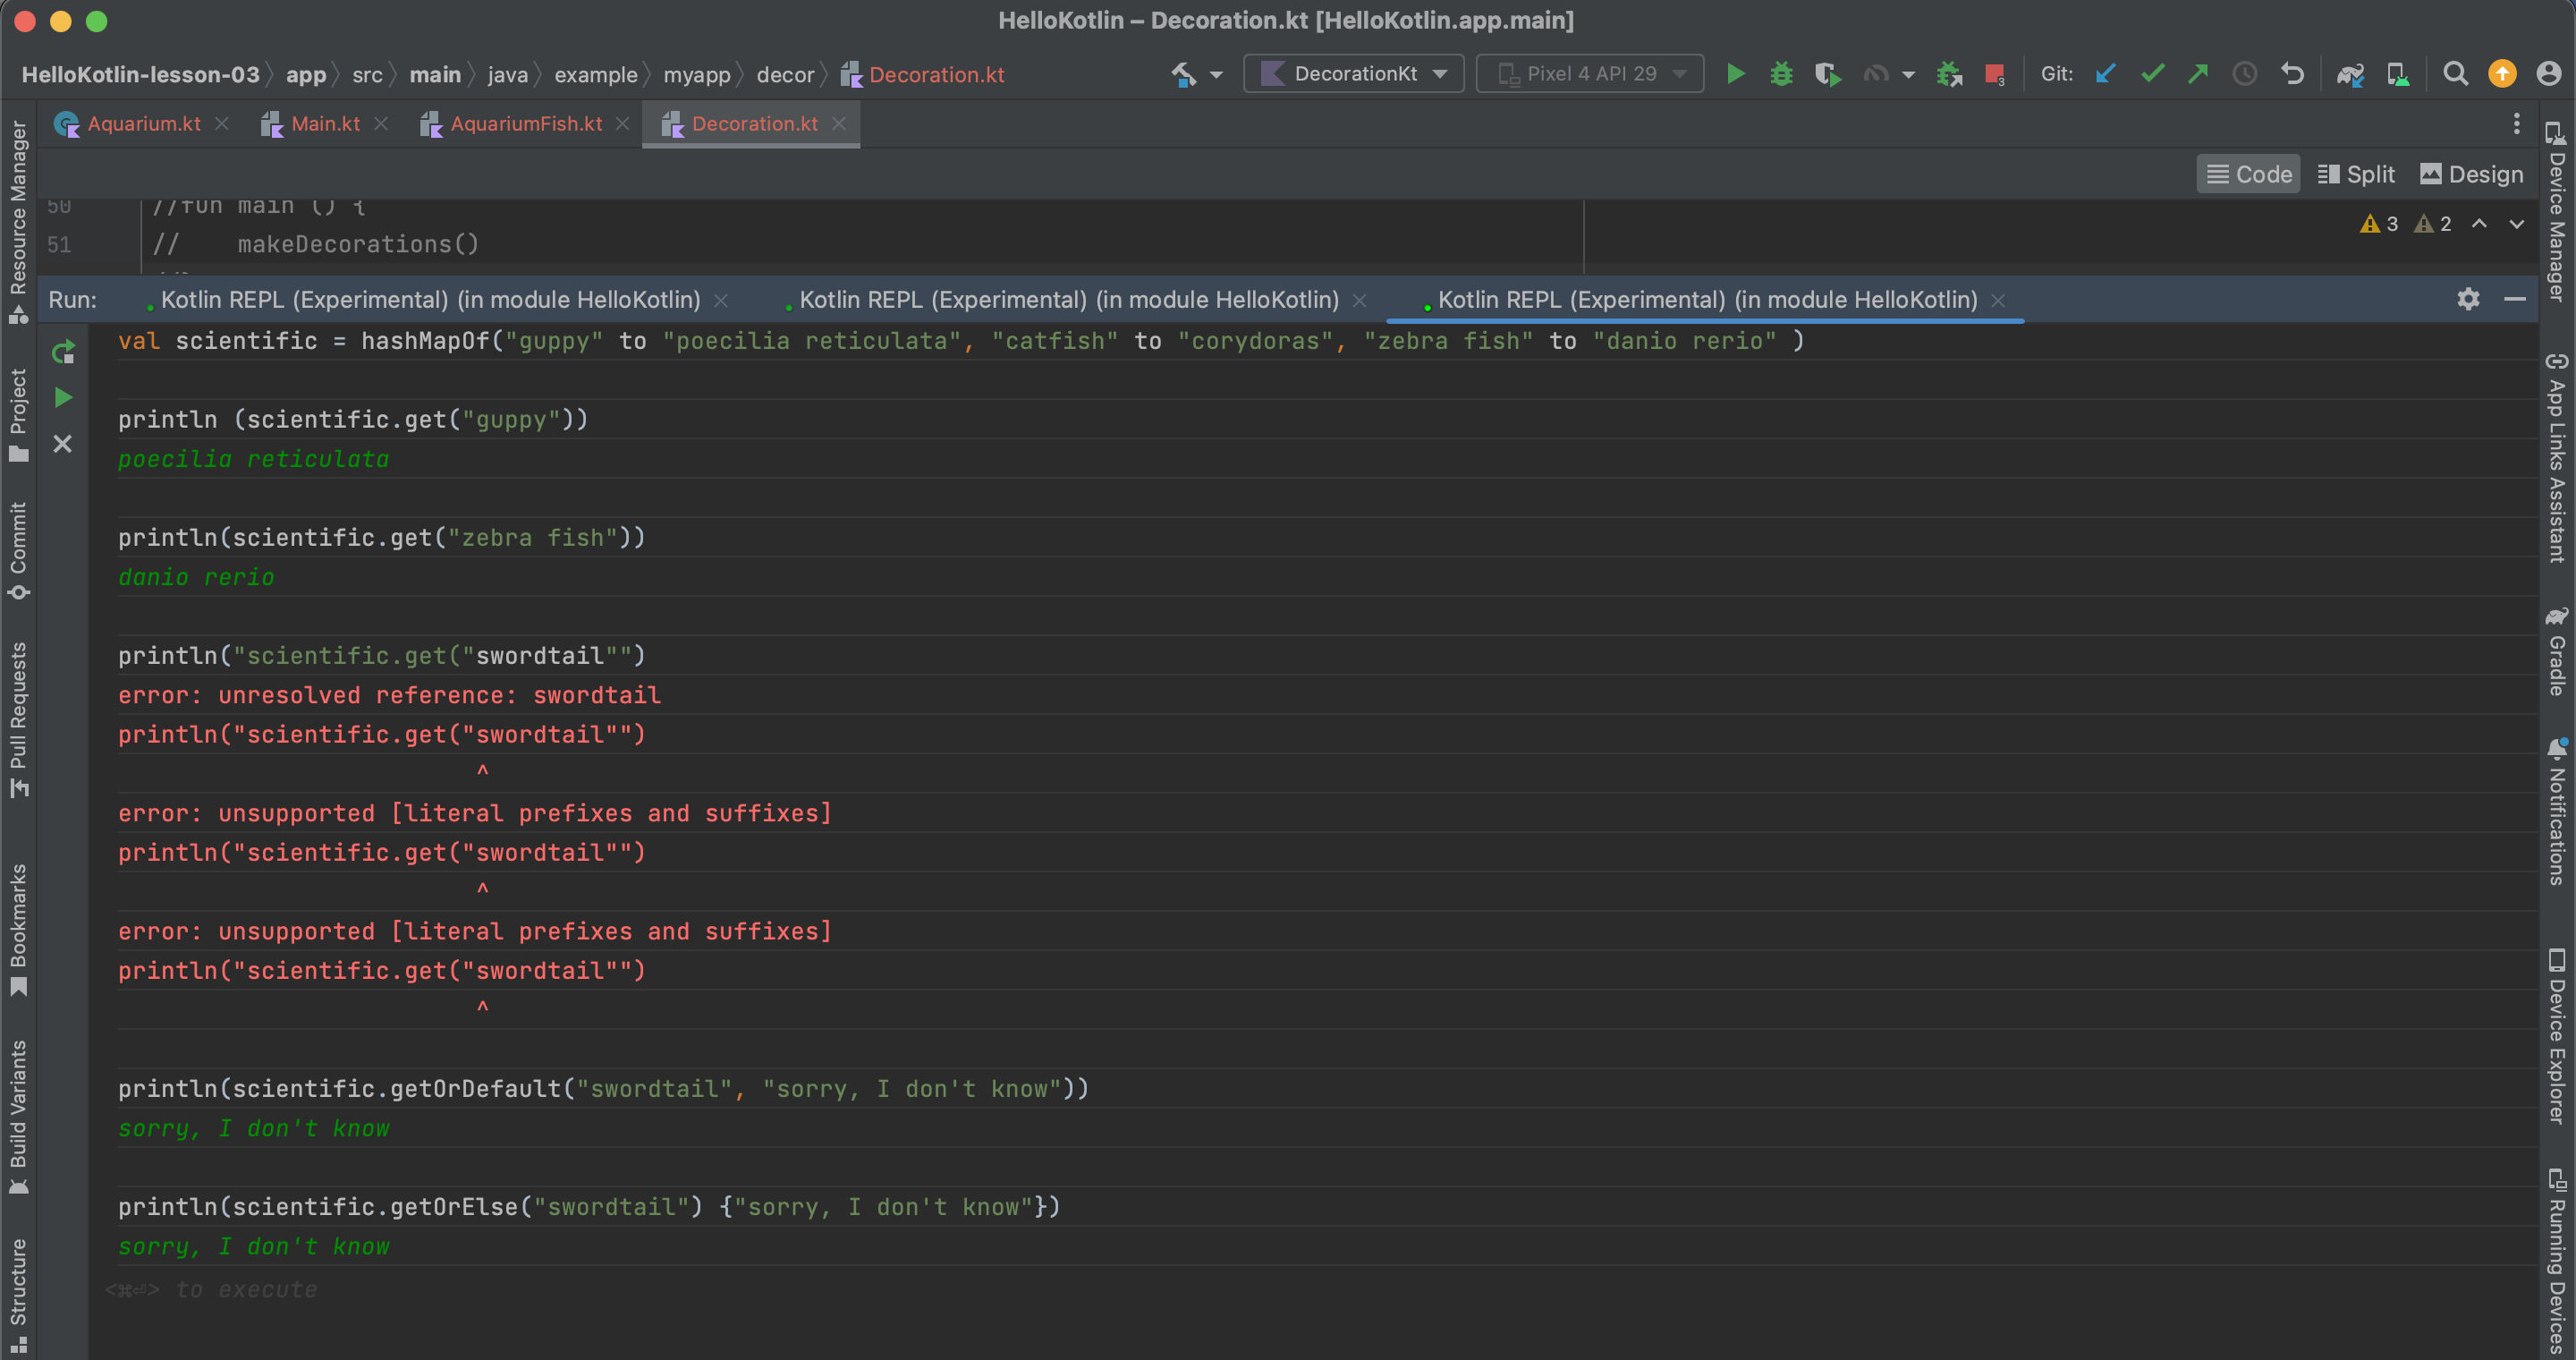 HelloKotlin – Decoration.kt [HelloKotlin.app.main]
HelloKotlin-lesson-03 app src main java example myapp decor Decoration.kt DecorationKt Pixel 4 API 29 3 Git:
Aquarium.kt Main.kt AquariumFish.kt Decoration.kt
Code Split Design
50 //fun main () {
51 //    makeDecorations()
3 2
Run: Kotlin REPL (Experimental) (in module HelloKotlin) Kotlin REPL (Experimental) (in module HelloKotlin) Kotlin REPL (Experimental) (in module HelloKotlin)
val scientific = hashMapOf("guppy" to "poecilia reticulata", "catfish" to "corydoras", "zebra fish" to "danio rerio" )
println (scientific.get("guppy"))
poecilia reticulata
println(scientific.get("zebra fish"))
danio rerio
println("scientific.get("swordtail"")
error: unresolved reference: swordtail
println("scientific.get("swordtail"")
^
error: unsupported [literal prefixes and suffixes]
println("scientific.get("swordtail"")
^
error: unsupported [literal prefixes and suffixes]
println("scientific.get("swordtail"")
^
println(scientific.getOrDefault("swordtail", "sorry, I don't know"))
sorry, I don't know
println(scientific.getOrElse("swordtail") {"sorry, I don't know"})
sorry, I don't know
<⌘⏎> to execute
Resource Manager
Project
Commit
Pull Requests
Bookmarks
Build Variants
Structure
Device Manager
App Links Assistant
Gradle
Notifications
Device Explorer
Running Devices